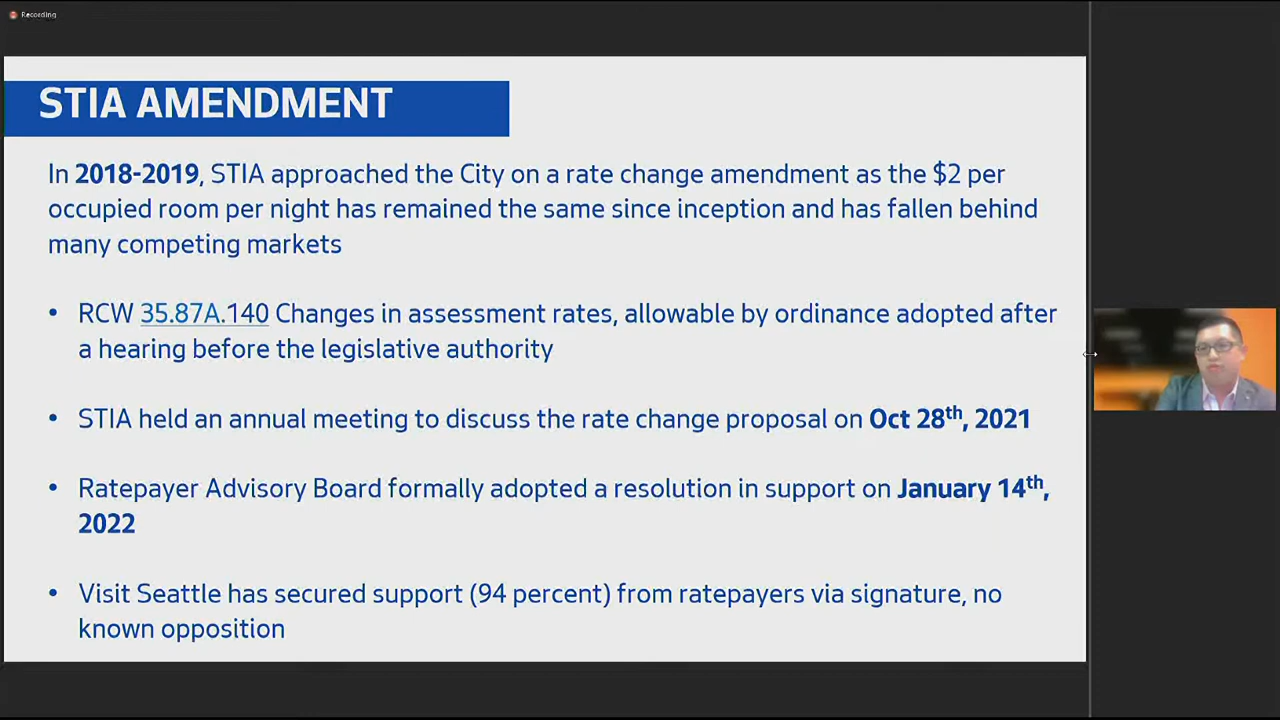 Recording
STIA AMENDMENT
In 2018-2019, STIA approached the City on a rate change amendment as the $2 per
occupied room per night has remained the same since inception and has fallen behind
many competing markets
• RCW 35.87A.140 Changes in assessment rates, allowable by ordinance adopted after
a hearing before the legislative authority
• STIA held an annual meeting to discuss the rate change proposal on Oct 28th, 2021
• Ratepayer Advisory Board formally adopted a resolution in support on January 14th,
2022
• Visit Seattle has secured support (94 percent) from ratepayers via signature, no
known opposition